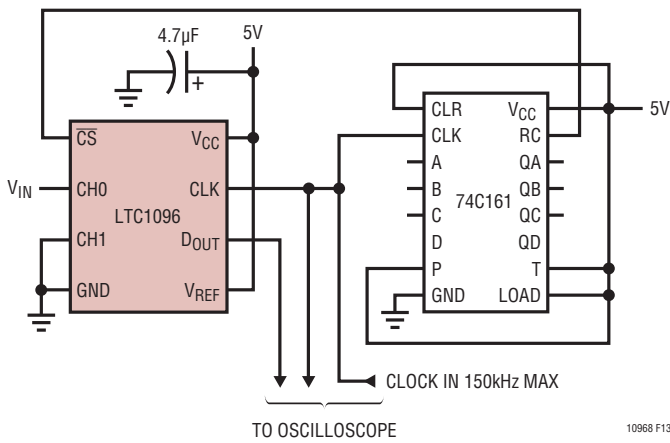 4.7µF
5V
+
CS
VCC
CH0
CLK
LTC1096
CH1
DOUT
GND
VREF
VIN
CLR
VCC
CLK
RC
A
QA
B
QB
74C161
C
QC
D
QD
P
T
GND
LOAD
5V
CLOCK IN 150kHz MAX
TO OSCILLOSCOPE
10968 F13